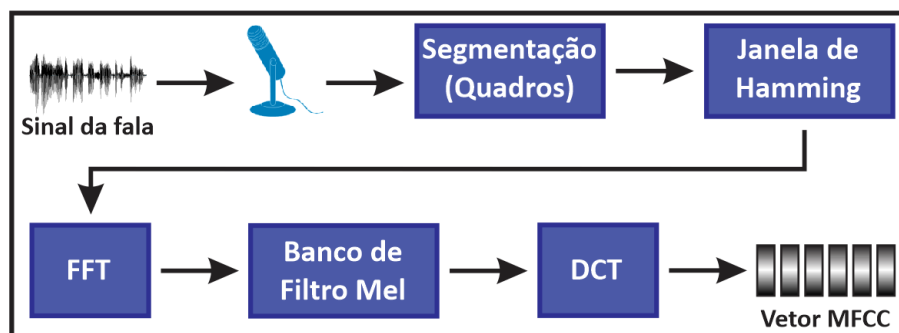 Sinal da fala
Segmentação
(Quadros)
Janela de
Hamming
FFT
Banco de
Filtro Mel
DCT
Vetor MFCC